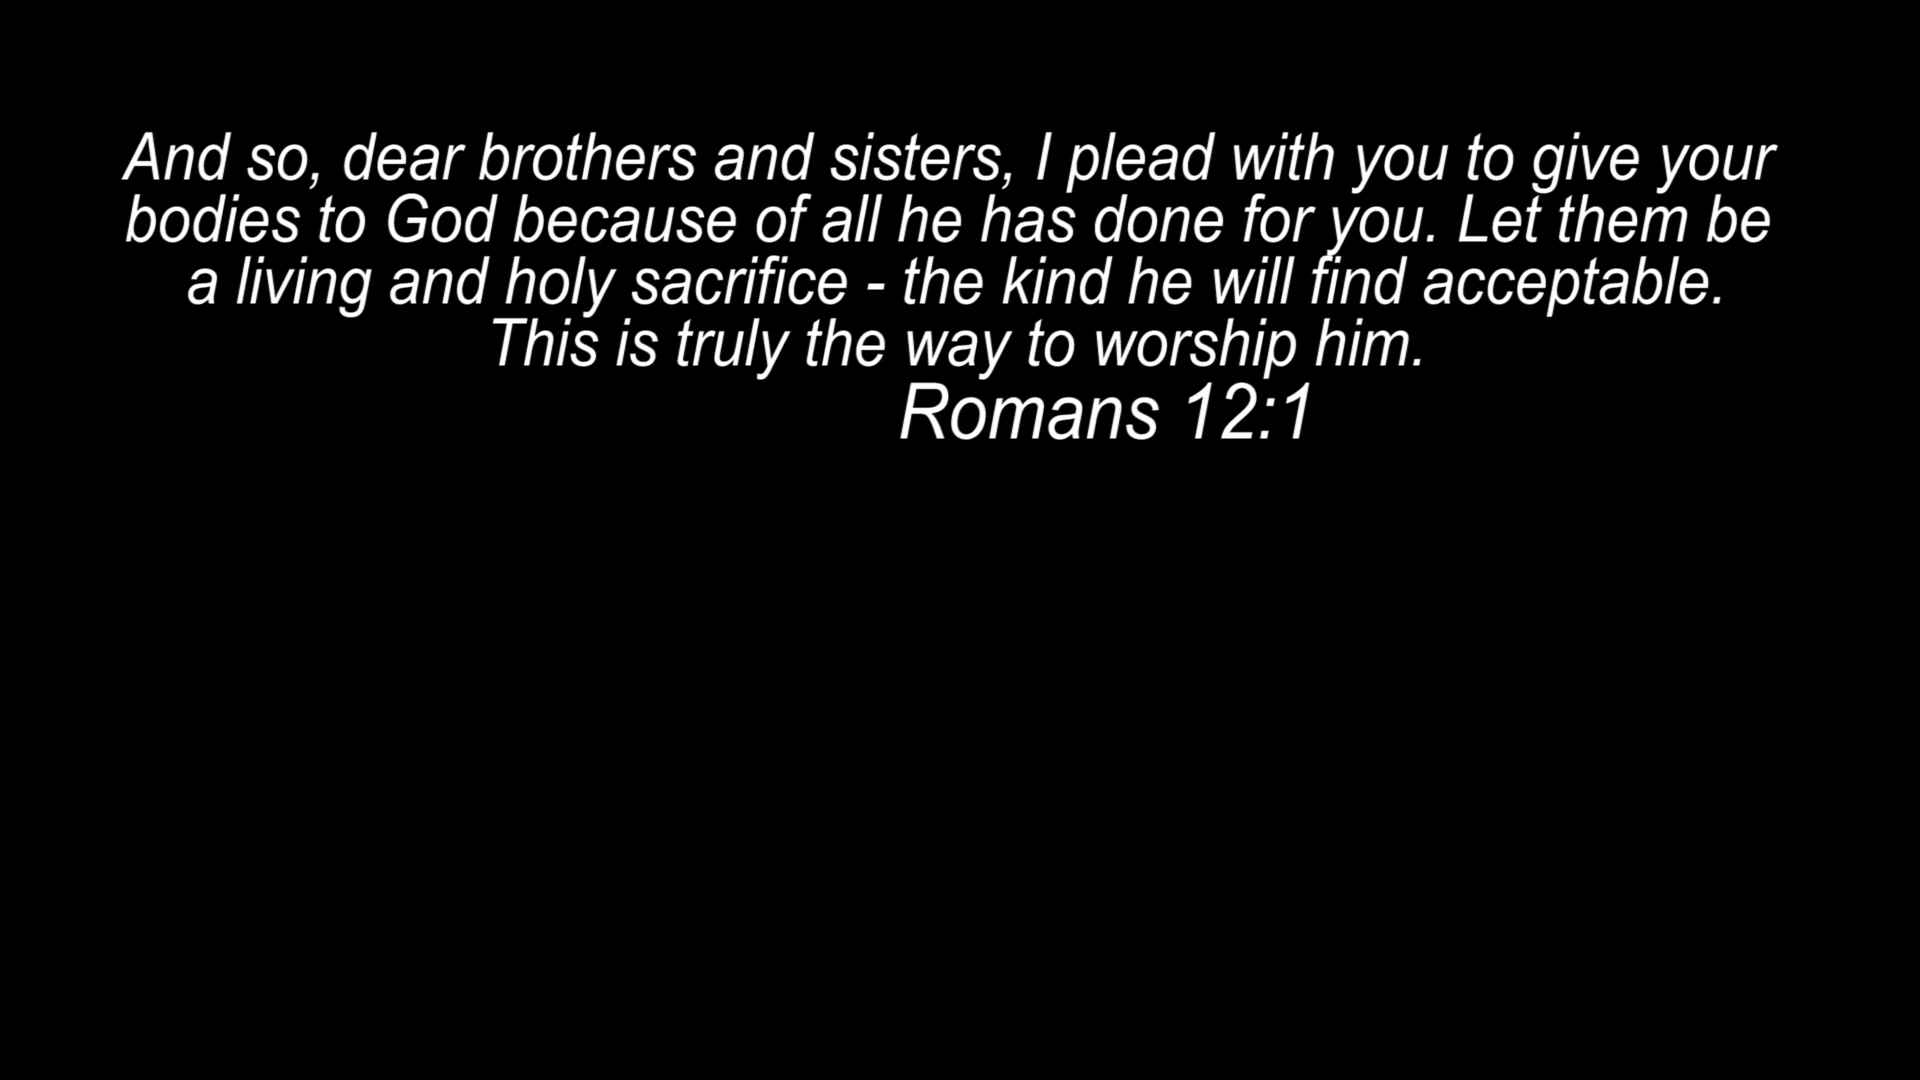 And so, dear brothers and sisters, I plead with you to give your
bodies to God because of all he has done for you. Let them be
a living and holy sacrifice - the kind he will find acceptable.
This is truly the way to worship him.
Romans 12:1